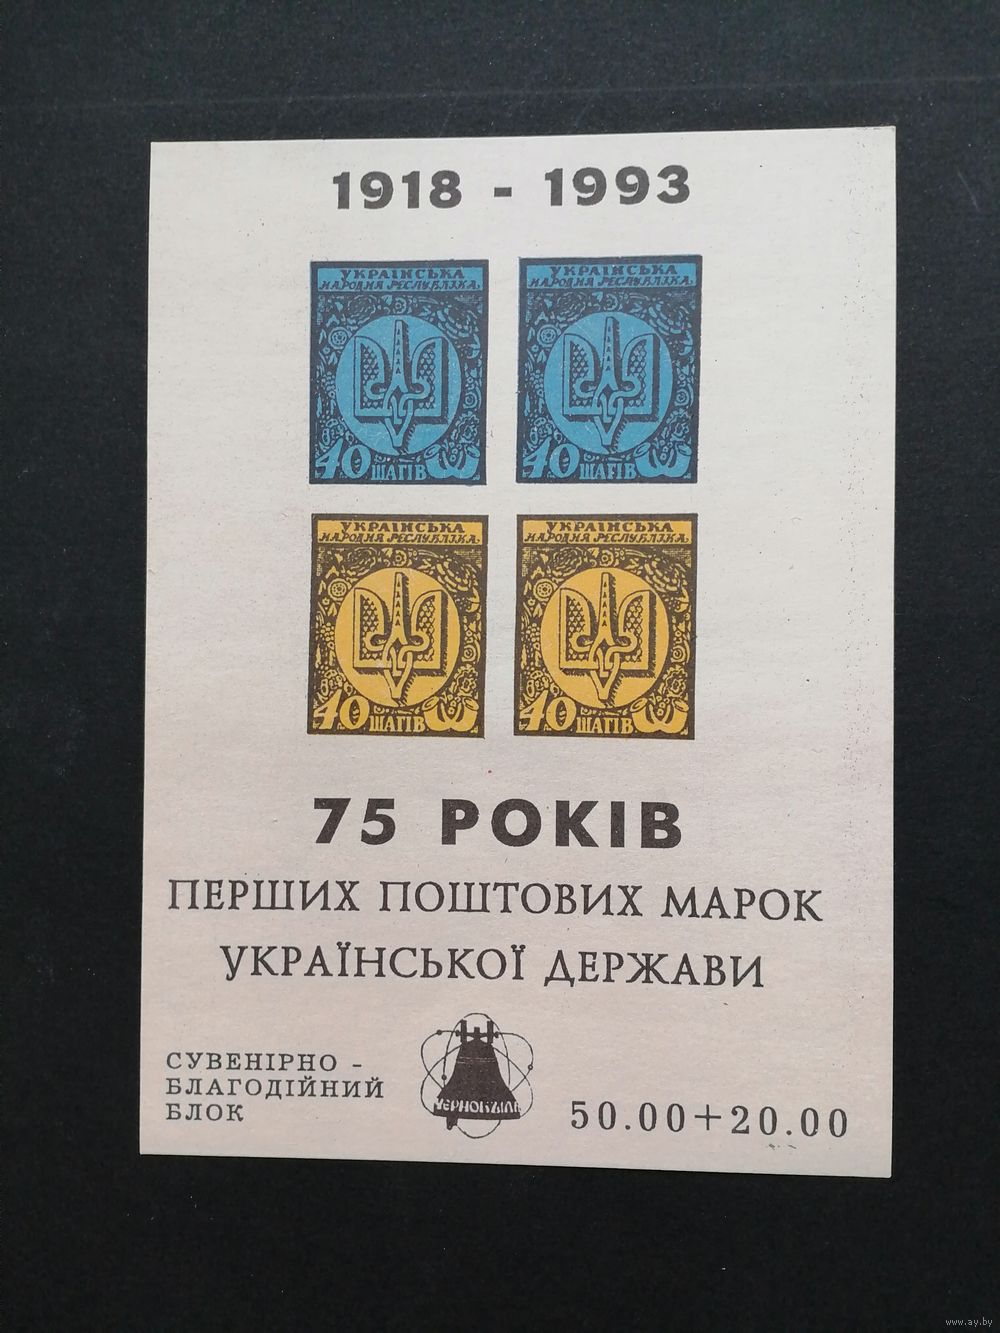 1918 - 1993
УКРАЇНСЬКА УКРАЇНСЬКА
НАРОДНЯ РЕСПУБЛІКА. НАРОДНЯ РЕСПУБЛІКА.
40 ШАГІВ 40 ШАГІВ
УКРАЇНСЬКА УКРАЇНСЬКА
НАРОДНЯ РЕСПУБЛІКА. НАРОДНЯ РЕСПУБЛІКА.
40 ШАГІВ 40 ШАГІВ
75 РОКІВ
ПЕРШИХ ПОШТОВИХ МАРОК
УКРАЇНСЬКОЇ ДЕРЖАВИ
СУВЕНІРНО -
БЛАГОДІЙНИЙ
БЛОК
ЧЕРНОБЫЛЬ
50.00+20.00
www.ay.by